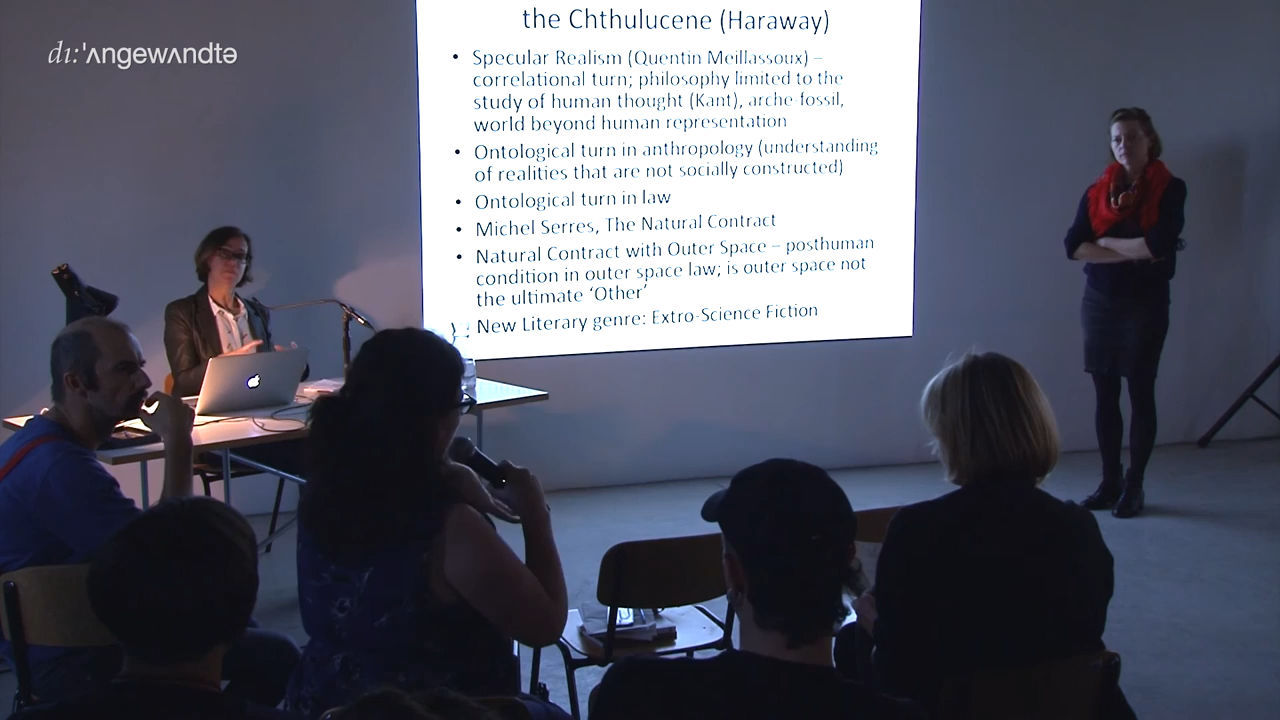 dı:ˈʌngewʌndtə
the Chthulucene (Haraway)
• Specular Realism (Quentin Meillassoux) –
correlational turn; philosophy limited to the
study of human thought (Kant), arche-fossil,
world beyond human representation
• Ontological turn in anthropology (understanding
of realities that are not socially constructed)
• Ontological turn in law
• Michel Serres, The Natural Contract
• Natural Contract with Outer Space – posthuman
condition in outer space law; is outer space not
the ultimate ‘Other’
New Literary genre: Extro-Science Fiction